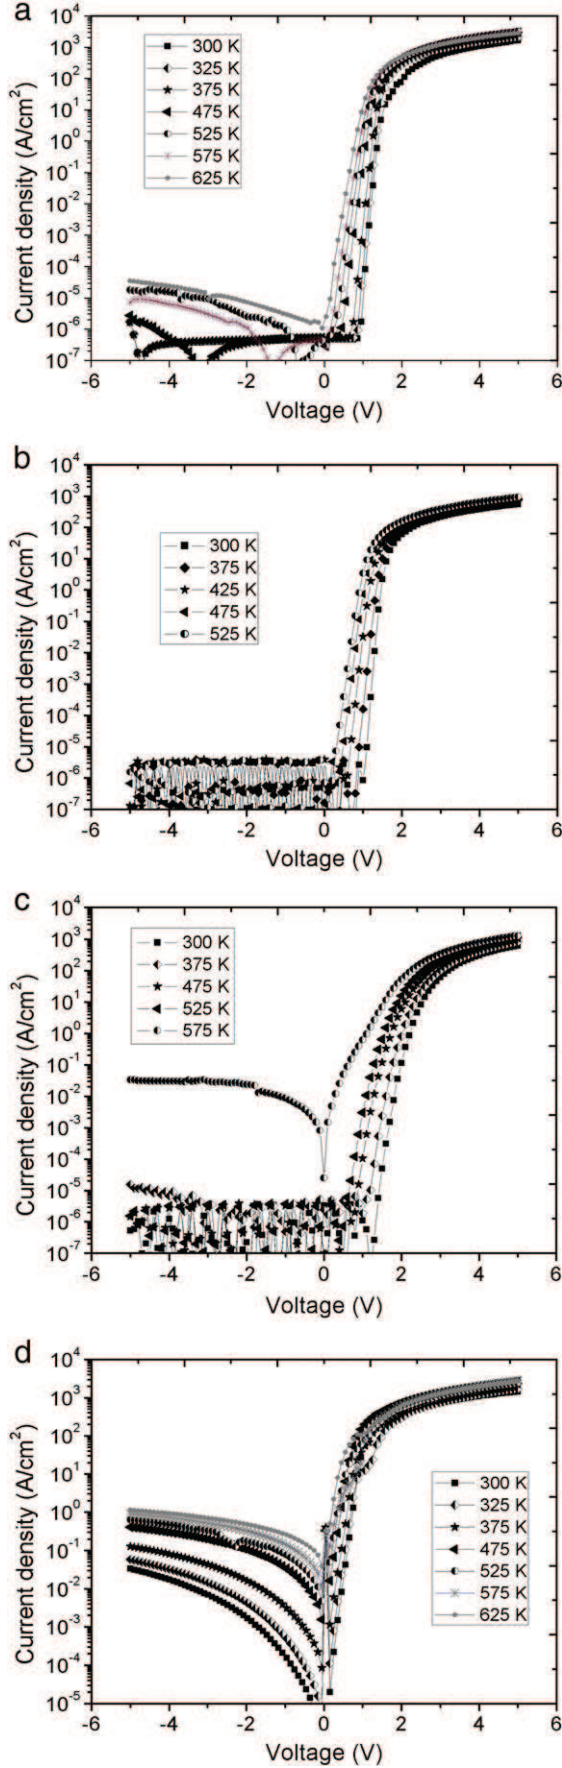 a
10^4
10^3
10^2
10^1
10^0
10^-1
10^-2
10^-3
10^-4
10^-5
10^-6
10^-7
Current density (A/cm^2)
300 K
325 K
375 K
475 K
525 K
575 K
625 K
-6 -4 -2 0 2 4 6
Voltage (V)
b
10^4
10^3
10^2
10^1
10^0
10^-1
10^-2
10^-3
10^-4
10^-5
10^-6
10^-7
Current density (A/cm^2)
300 K
375 K
425 K
475 K
525 K
-6 -4 -2 0 2 4 6
Voltage (V)
c
10^4
10^3
10^2
10^1
10^0
10^-1
10^-2
10^-3
10^-4
10^-5
10^-6
10^-7
Current density (A/cm^2)
300 K
375 K
475 K
525 K
575 K
-6 -4 -2 0 2 4 6
Voltage (V)
d
10^4
10^3
10^2
10^1
10^0
10^-1
10^-2
10^-3
10^-4
10^-5
Current density (A/cm^2)
300 K
325 K
375 K
475 K
525 K
575 K
625 K
-6 -4 -2 0 2 4 6
Voltage (V)